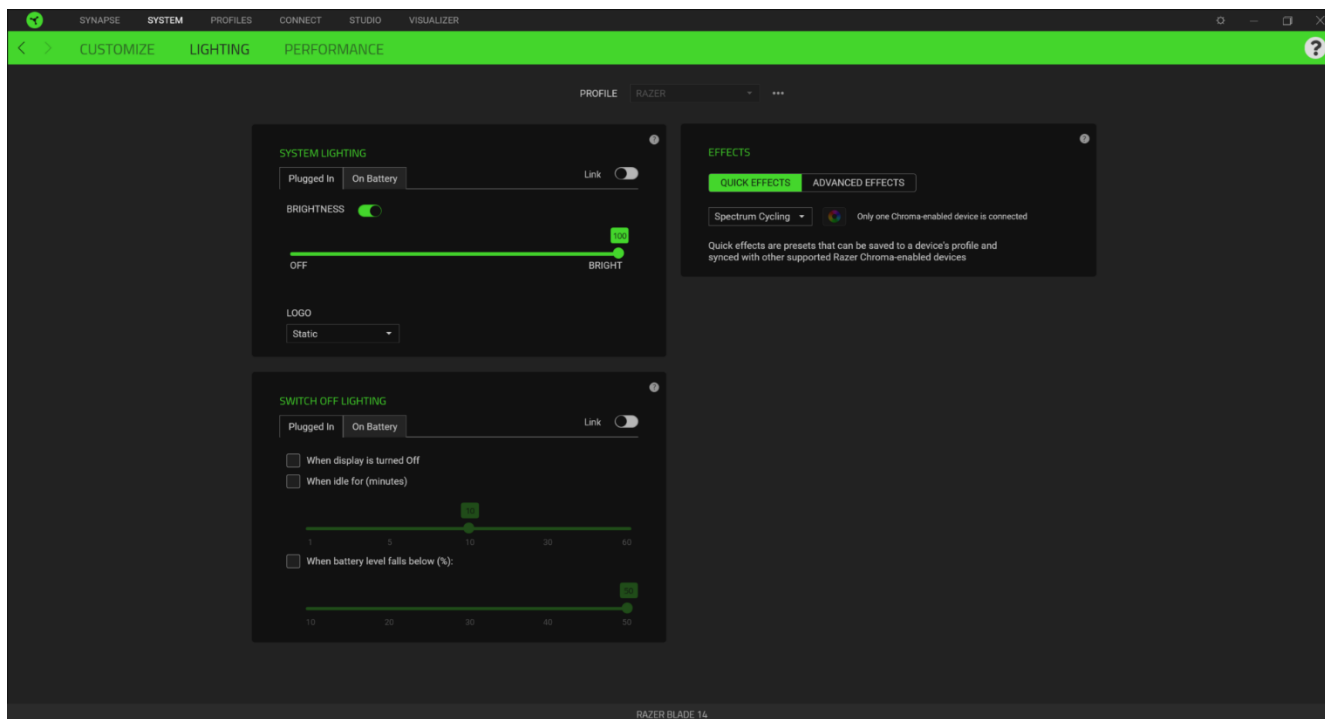 SYNAPSE SYSTEM PROFILES CONNECT STUDIO VISUALIZER
CUSTOMIZE LIGHTING PERFORMANCE ?
PROFILE RAZER
SYSTEM LIGHTING
Plugged In On Battery Link
BRIGHTNESS
100
OFF BRIGHT
LOGO
Static
SWITCH OFF LIGHTING
Plugged In On Battery Link
When display is turned Off
When idle for (minutes)
10
1 5 10 30 60
When battery level falls below (%):
50
10 20 30 40 50
EFFECTS
QUICK EFFECTS ADVANCED EFFECTS
Spectrum Cycling Only one Chroma-enabled device is connected
Quick effects are presets that can be saved to a device's profile and
synced with other supported Razer Chroma-enabled devices
RAZER BLADE 14